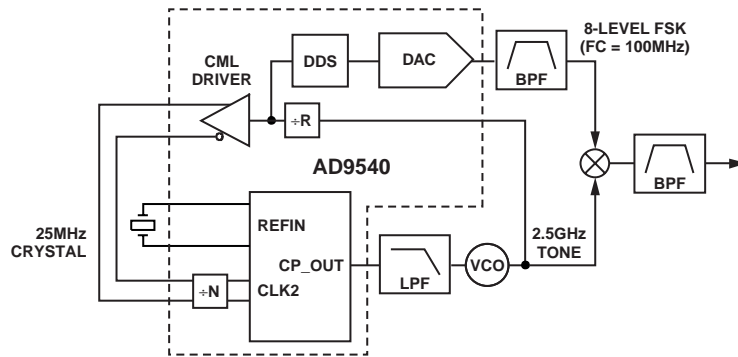 8-LEVEL FSK
(FC = 100MHz)
CML
DRIVER
DDS
DAC
BPF
÷R
AD9540
BPF
25MHz
CRYSTAL
REFIN
CP_OUT
CLK2
÷N
LPF
VCO
2.5GHz
TONE